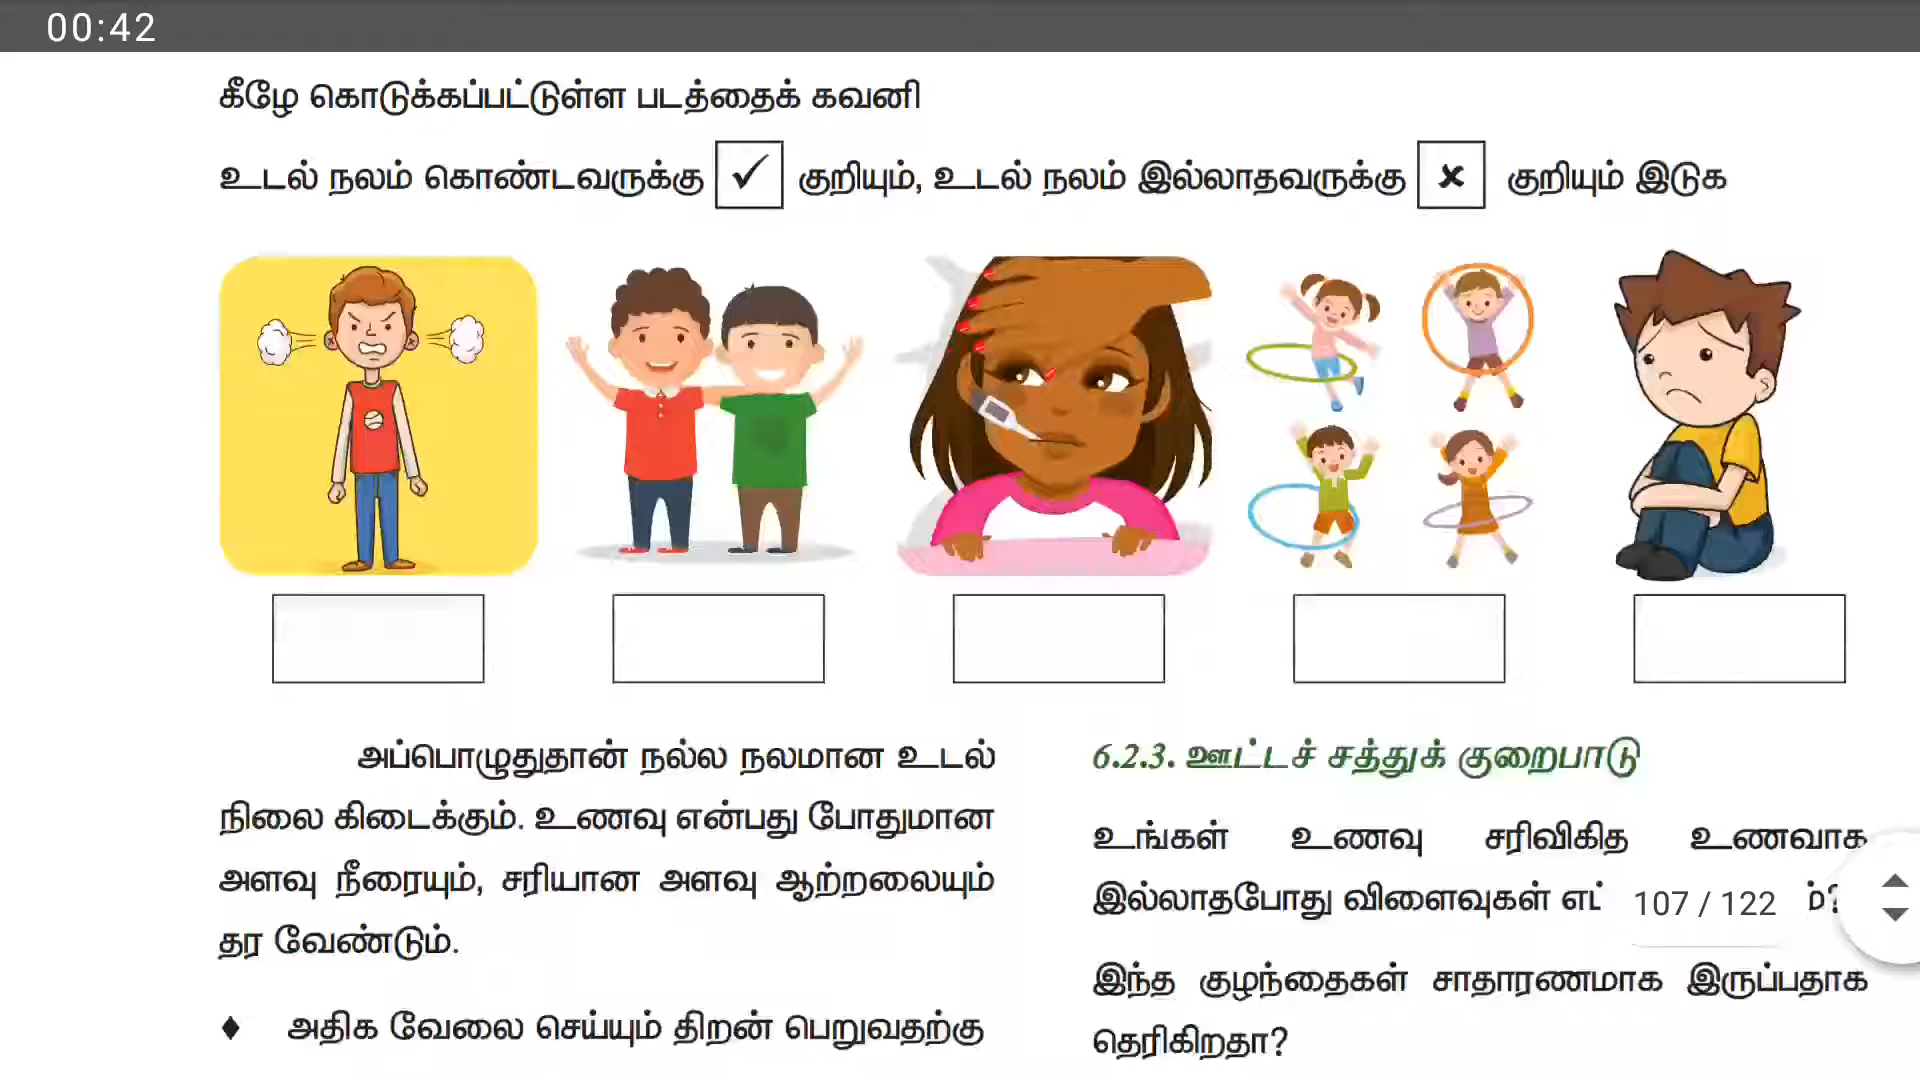 00:42
கீழே கொடுக்கப்பட்டுள்ள படத்தைக் கவனி
உடல் நலம் கொண்டவருக்கு ✓ குறியும், உடல் நலம் இல்லாதவருக்கு ✗ குறியும் இடுக
அப்பொழுதுதான் நல்ல நலமான உடல்
நிலை கிடைக்கும். உணவு என்பது போதுமான
அளவு நீரையும், சரியான அளவு ஆற்றலையும்
தர வேண்டும்.
♦ அதிக வேலை செய்யும் திறன் பெறுவதற்கு
6.2.3. ஊட்டச் சத்துக் குறைபாடு
உங்கள் உணவு சரிவிகித உணவாக
இல்லாதபோது விளைவுகள்
107 / 122
இந்த குழந்தைகள் சாதாரணமாக இருப்பதாக
தெரிகிறதா?